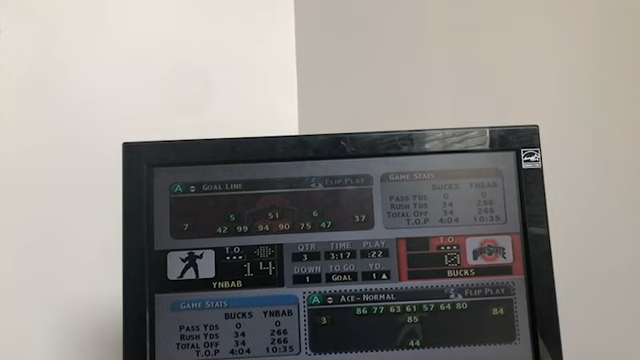 A GOAL LINE FLIP PLAY
5 51 6
7 42 99 94 90 75 47 37
GAME STATS
BUCKS YNBAB
PASS YDS 0 0
RUSH YDS 34 266
TOTAL OFF 34 266
T.O.P 4:04 10:35
T.O.
14
YNBAB
QTR TIME PLAY
3 3:17 :22
DOWN TO GO YD.
1 GOAL 1
T.O.
0
OHIO STATE
BUCKS
GAME STATS
BUCKS YNBAB
PASS YDS 0 0
RUSH YDS 34 266
TOTAL OFF 34 266
T.O.P 4:04 10:35
A ACE-NORMAL FLIP PLAY
86 77 63 61 57 64 80
3 85 84
44